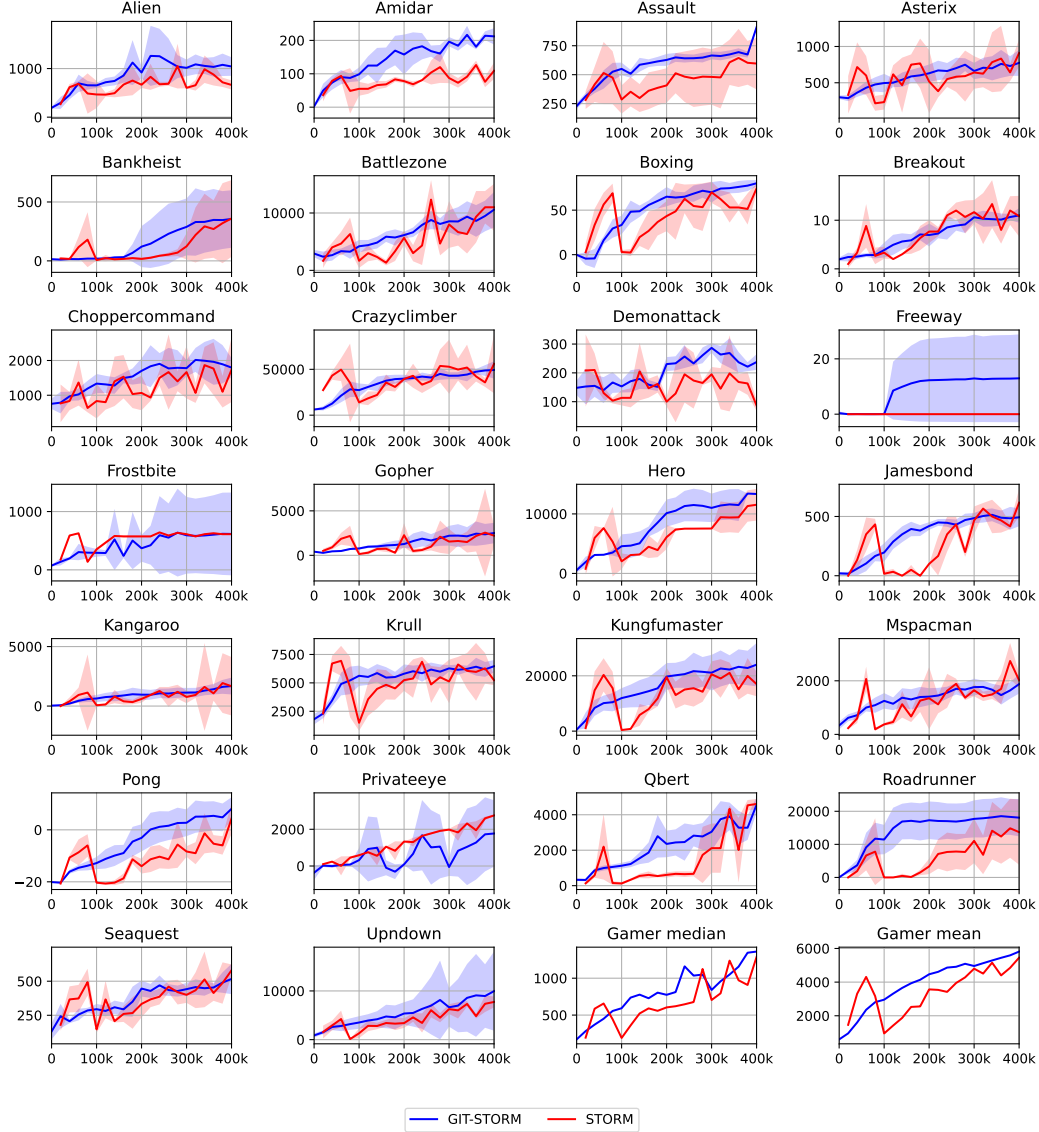 Alien Amidar Assault Asterix
1000
0
0 100k 200k 300k 400k
200
100
0
0 100k 200k 300k 400k
750
500
250
0 100k 200k 300k 400k
1000
500
0 100k 200k 300k 400k
Bankheist Battlezone Boxing Breakout
500
0
0 100k 200k 300k 400k
10000
0
0 100k 200k 300k 400k
50
0
0 100k 200k 300k 400k
10
0
0 100k 200k 300k 400k
Choppercommand Crazyclimber Demonattack Freeway
2000
1000
0 100k 200k 300k 400k
50000
0
0 100k 200k 300k 400k
300
200
100
0 100k 200k 300k 400k
20
0
0 100k 200k 300k 400k
Frostbite Gopher Hero Jamesbond
1000
0
0 100k 200k 300k 400k
5000
0
0 100k 200k 300k 400k
10000
0
0 100k 200k 300k 400k
500
0
0 100k 200k 300k 400k
Kangaroo Krull Kungfumaster Mspacman
5000
0
0 100k 200k 300k 400k
7500
5000
2500
0 100k 200k 300k 400k
20000
0
0 100k 200k 300k 400k
2000
0
0 100k 200k 300k 400k
Pong Privateeye Qbert Roadrunner
0
−20
0 100k 200k 300k 400k
2000
0
0 100k 200k 300k 400k
4000
2000
0
0 100k 200k 300k 400k
20000
10000
0
0 100k 200k 300k 400k
Seaquest Upndown Gamer median Gamer mean
500
250
0 100k 200k 300k 400k
10000
0
0 100k 200k 300k 400k
1000
500
0 100k 200k 300k 400k
6000
4000
2000
0 100k 200k 300k 400k
GIT-STORM STORM